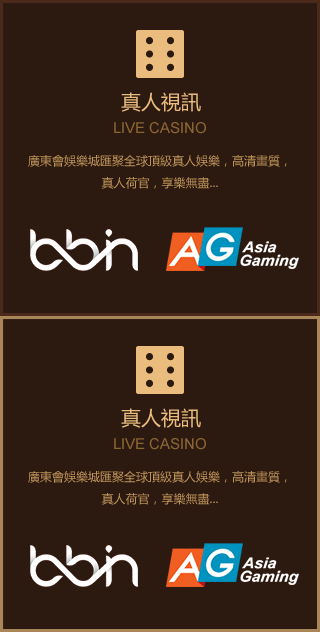 真人視訊
LIVE CASINO
廣東會娛樂城匯聚全球頂級真人娛樂，高清畫質，
真人荷官，享樂無盡...
bbin
AG Asia
Gaming
真人視訊
LIVE CASINO
廣東會娛樂城匯聚全球頂級真人娛樂，高清畫質，
真人荷官，享樂無盡...
bbin
AG Asia
Gaming